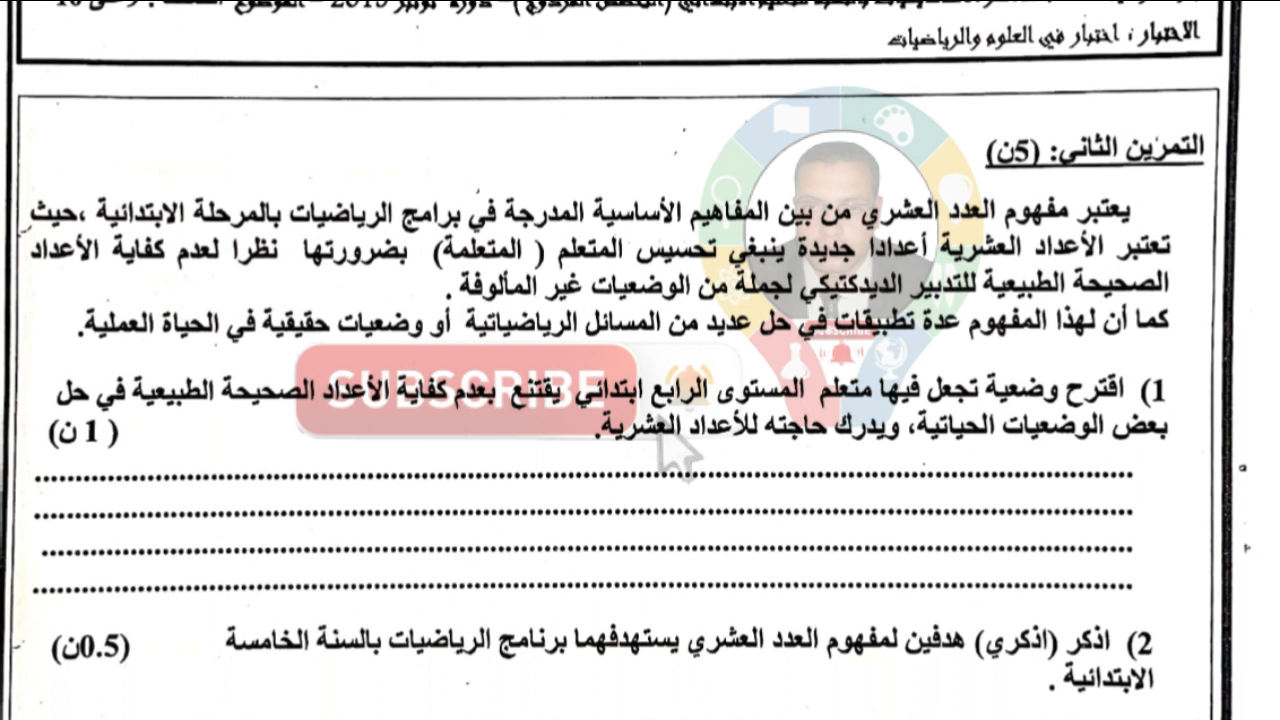 الاختبار : اختبار في العلوم والرياضيات
التمرين الثاني: (5ن)
يعتبر مفهوم العدد العشري من بين المفاهيم الأساسية المدرجة في برامج الرياضيات بالمرحلة الابتدائية ،حيث
تعتبر الأعداد العشرية أعدادا جديدة ينبغي تحسيس المتعلم ( المتعلمة) بضرورتها نظرا لعدم كفاية الأعداد
الصحيحة الطبيعية للتدبير الديدكتيكي لجملة من الوضعيات غير المألوفة .
كما أن لهذا المفهوم عدة تطبيقات في حل عديد من المسائل الرياضياتية أو وضعيات حقيقية في الحياة العملية.
1) اقترح وضعية تجعل فيها متعلم المستوى الرابع ابتدائي يقتنع بعدم كفاية الأعداد الصحيحة الطبيعية في حل
بعض الوضعيات الحياتية، ويدرك حاجته للأعداد العشرية. ( 1 ن)
SUBSCRIBE
2) اذكر (اذكري) هدفين لمفهوم العدد العشري يستهدفهما برنامج الرياضيات بالسنة الخامسة (0.5ن)
الابتدائية .